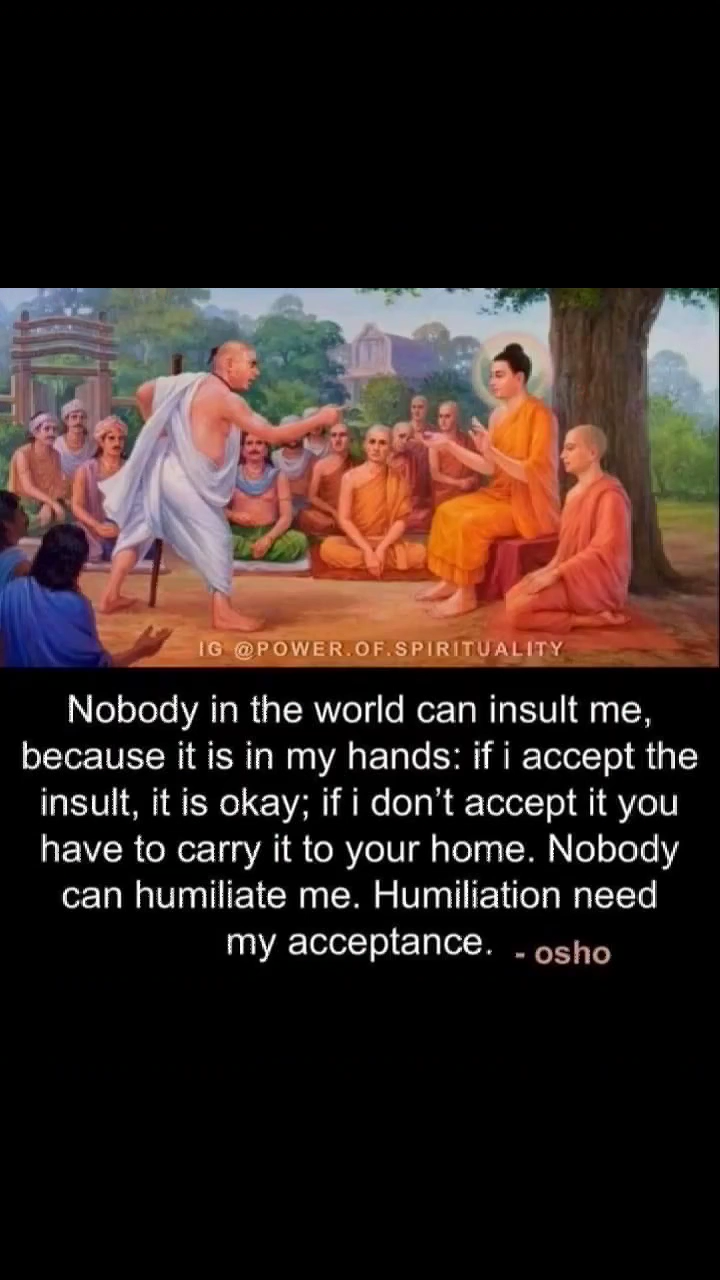 IG @POWER.OF.SPIRITUALITY
Nobody in the world can insult me,
because it is in my hands: if i accept the
insult, it is okay; if i don’t accept it you
have to carry it to your home. Nobody
can humiliate me. Humiliation need
my acceptance. - osho